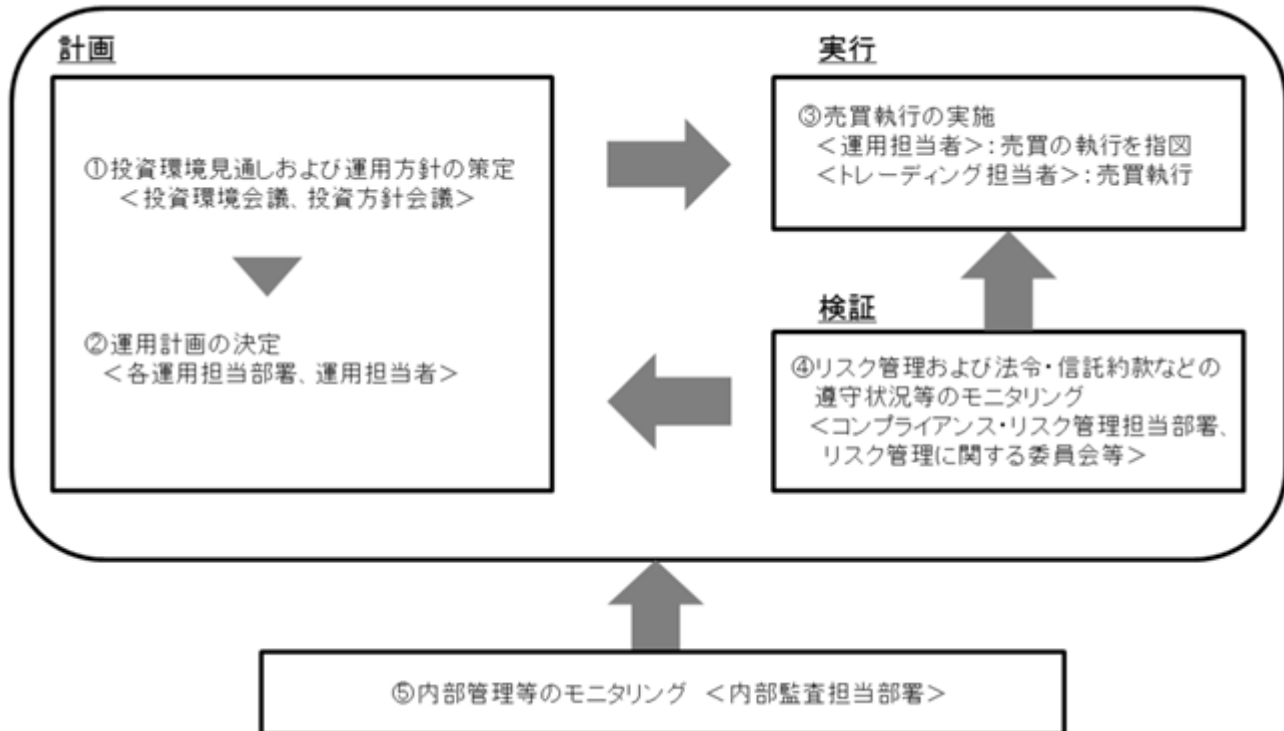 計画
①投資環境見通しおよび運用方針の策定
＜投資環境会議、投資方針会議＞
②運用計画の決定
＜各運用担当部署、運用担当者＞
実行
③売買執行の実施
＜運用担当者＞：売買の執行を指図
＜トレーディング担当者＞：売買執行
検証
④リスク管理および法令・信託約款などの
遵守状況等のモニタリング
＜コンプライアンス・リスク管理担当部署、
リスク管理に関する委員会等＞
⑤内部管理等のモニタリング ＜内部監査担当部署＞